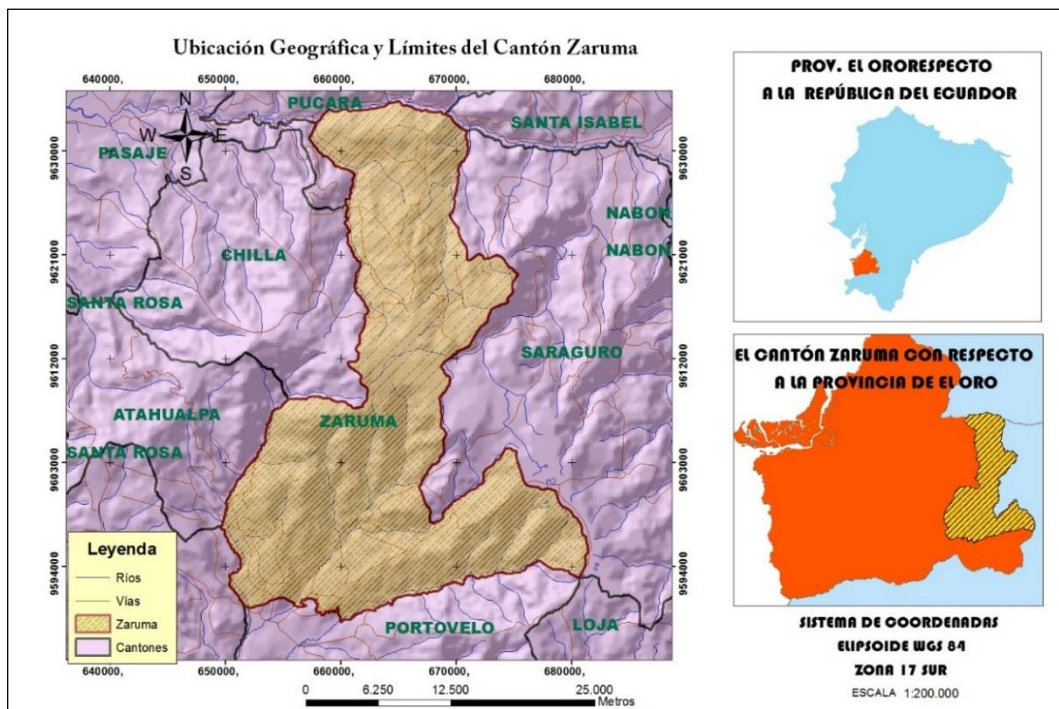 Ubicación Geográfica y Límites del Cantón Zaruma
640000, 650000 660000, 670000, 680000,
N
W E
S
PUCARA
SANTA ISABEL
PASAJE
NABON
NABON
CHILLA
SANTA ROSA
SARAGURO
ATAHUALPA
ZARUMA
SANTA ROSA
PORTOVELO
LOJA
9630000
9621000
9612000
9603000
9594000
9630000
9621000
9612000
9603000
9594000
Leyenda
Ríos
Vías
Zaruma
Cantones
640000, 650000, 660000, 670000, 680000,
0 6.250 12.500 25.000
Metros
PROV. EL ORORESPECTO
A LA REPÚBLICA DEL ECUADOR
EL CANTÓN ZARUMA CON RESPECTO
A LA PROVINCIA DE EL ORO
SISTEMA DE COORDENADAS
ELIPSOIDE WGS 84
ZONA 17 SUR
ESCALA 1:200.000